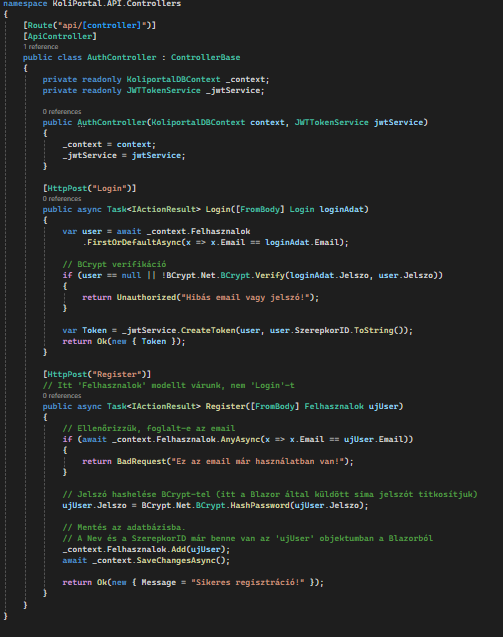 namespace KoliPortal.API.Controllers
{
[Route("api/[controller]")]
[ApiController]
1 reference
public class AuthController : ControllerBase
{
private readonly KoliportalDBContext _context;
private readonly JWTTokenService _jwtService;
0 references
public AuthController(KoliportalDBContext context, JWTTokenService jwtService)
{
_context = context;
_jwtService = jwtService;
}
[HttpPost("Login")]
0 references
public async Task<IActionResult> Login([FromBody] Login loginAdat)
{
var user = await _context.Felhasznalok
.FirstOrDefaultAsync(x => x.Email == loginAdat.Email);
// BCrypt verifikáció
if (user == null || !BCrypt.Net.BCrypt.Verify(loginAdat.Jelszo, user.Jelszo))
{
return Unauthorized("Hibás email vagy jelszó!");
}
var Token = _jwtService.CreateToken(user, user.SzerepkorID.ToString());
return Ok(new { Token });
}
[HttpPost("Register")]
// Itt 'Felhasznalok' modellt várunk, nem 'Login'-t
0 references
public async Task<IActionResult> Register([FromBody] Felhasznalok ujUser)
{
// Ellenőrizzük, foglalt-e az email
if (await _context.Felhasznalok.AnyAsync(x => x.Email == ujUser.Email))
{
return BadRequest("Ez az email már használatban van!");
}
// Jelszó hashelése BCrypt-tel (itt a Blazor által küldött sima jelszót titkosítjuk)
ujUser.Jelszo = BCrypt.Net.BCrypt.HashPassword(ujUser.Jelszo);
// Mentés az adatbázisba.
// A Nev és a SzerepkorID már benne van az 'ujUser' objektumban a Blazorból
_context.Felhasznalok.Add(ujUser);
await _context.SaveChangesAsync();
return Ok(new { Message = "Sikeres regisztráció!" });
}
}
}